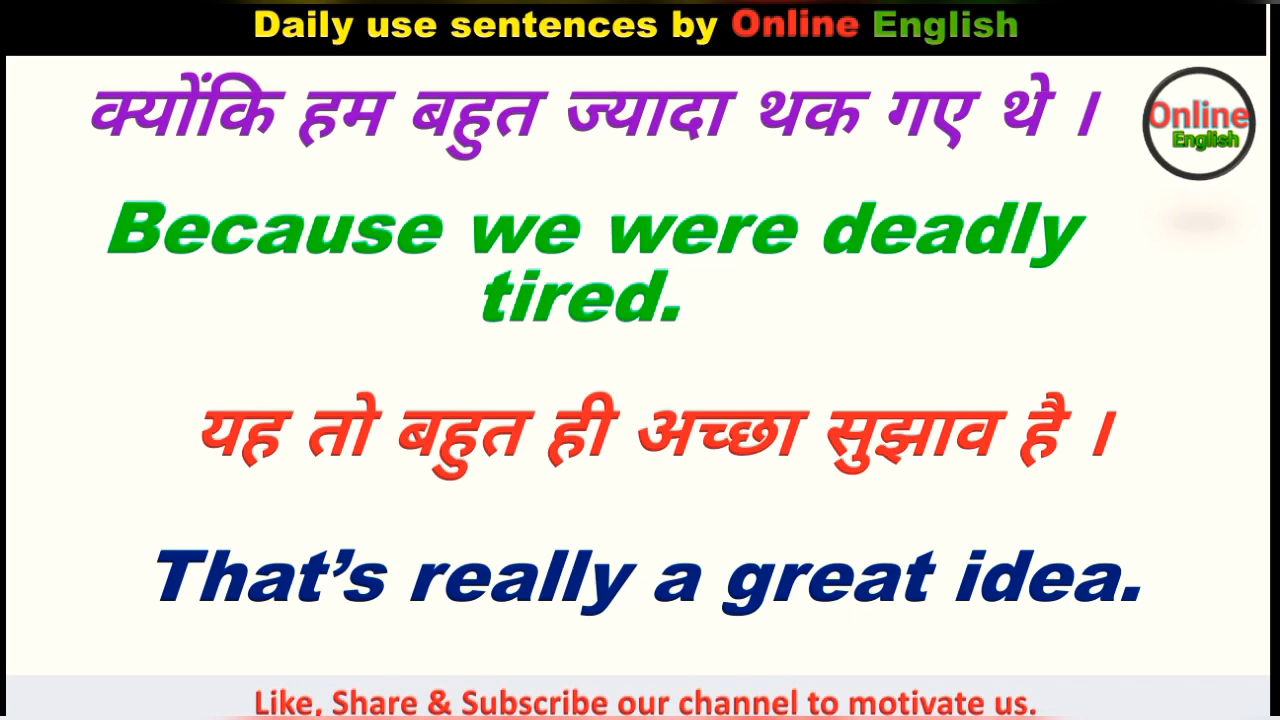 Daily use sentences by Online English
क्योंकि हम बहुत ज्यादा थक गए थे ।
Online
English
Because we were deadly
tired.
यह तो बहुत ही अच्छा सुझाव है ।
That's really a great idea.
Like, Share & Subscribe our channel to motivate us.